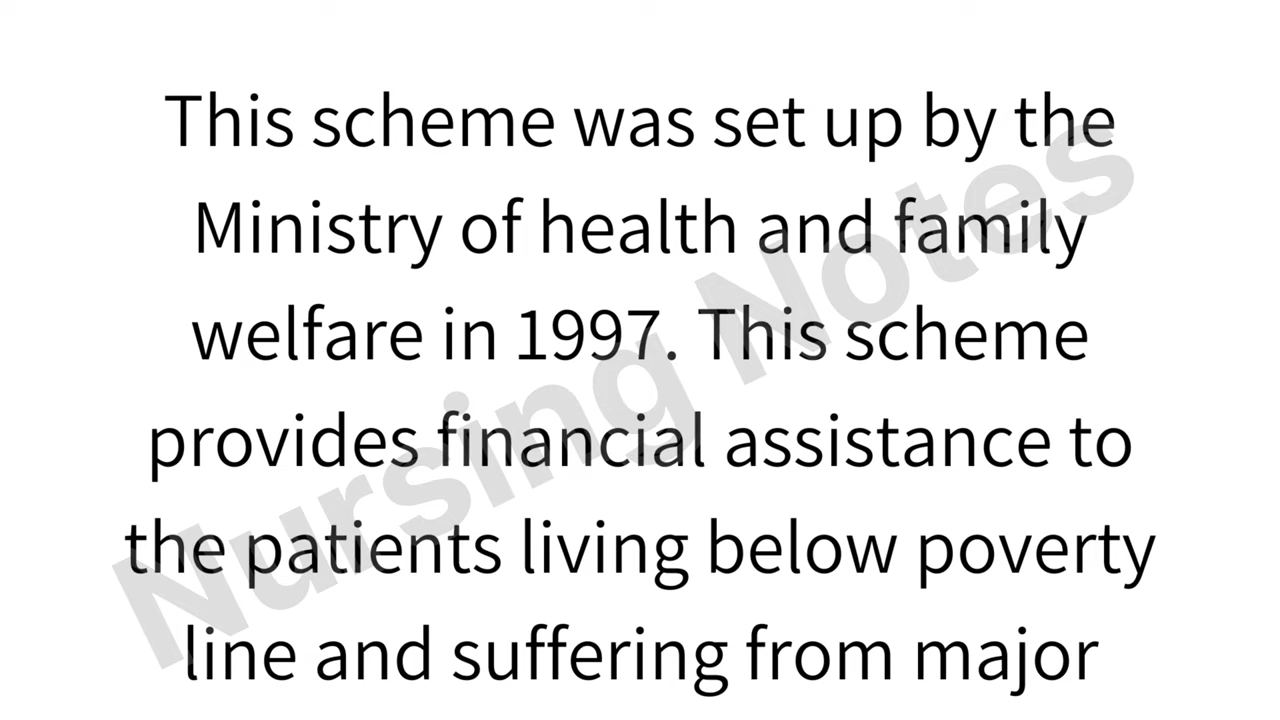 This scheme was set up by the
Ministry of health and family
welfare in 1997. This scheme
provides financial assistance to
the patients living below poverty
line and suffering from major
Nursing Notes